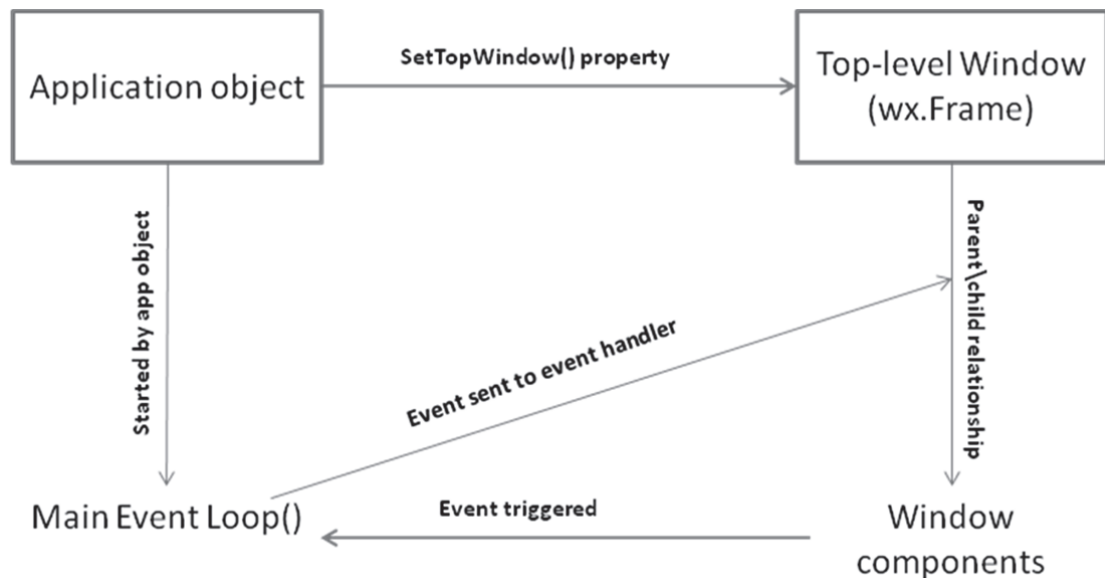 SetTopWindow() property
Application object
Top-level Window
(wx.Frame)
Started by app object
Parent\child relationship
Event sent to event handler
Main Event Loop()
Event triggered
Window
components